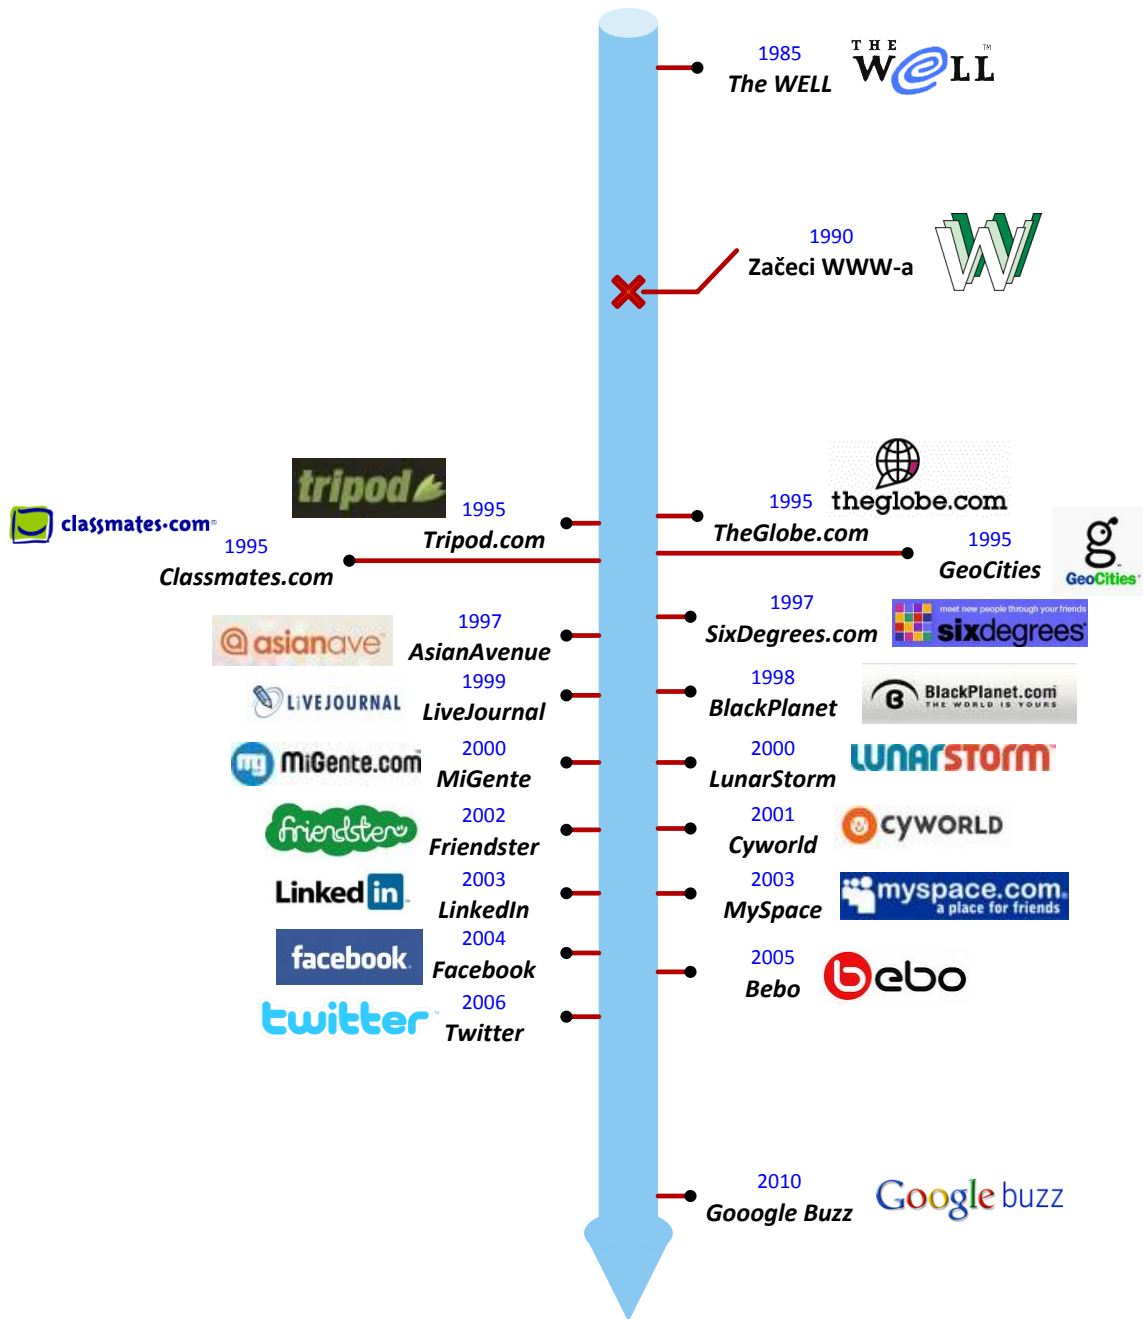 1985
The WELL
THE
WELL
TM
1990
Začeci WWW-a
WWW
tripod
1995
Tripod.com
theglobe.com
1995
TheGlobe.com
classmates.com®
1995
Classmates.com
1995
GeoCities
g
GeoCities
1997
SixDegrees.com
meet new people through your friends
sixdegrees
asianave
1997
AsianAvenue
LiVEJOURNAL
1999
LiveJournal
1998
BlackPlanet
B
BlackPlanet.com
THE WORLD IS YOURS
mg MiGente.com
2000
MiGente
2000
LunarStorm
LUNARSTORM
friendster
2002
Friendster
2001
Cyworld
CYWORLD
Linked in
2003
LinkedIn
2003
MySpace
myspace.com
a place for friends
facebook
2004
Facebook
2005
Bebo
bebo
twitter
2006
Twitter
2010
Gooogle Buzz
Google buzz